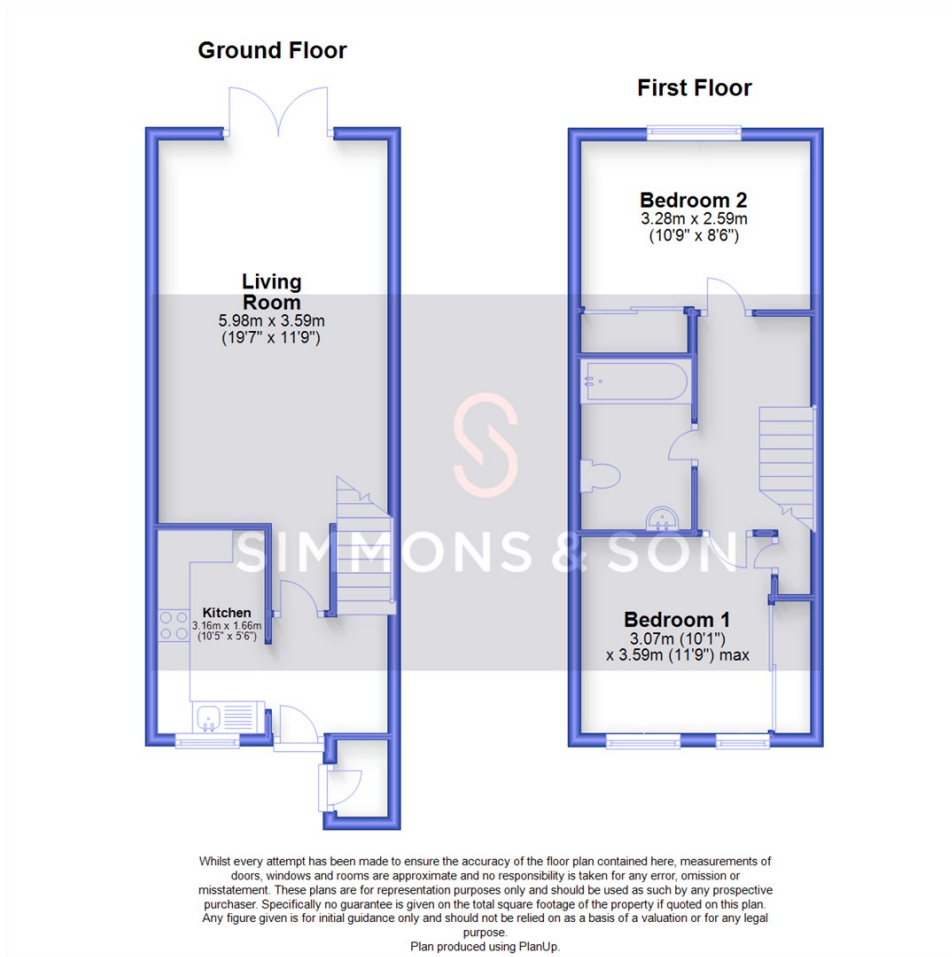 Ground Floor
First Floor
Bedroom 2
3.28m x 2.59m
(10'9" x 8'6")
Living
Room
5.98m x 3.59m
(19'7" x 11'9")
SIMMONS & SON
Kitchen
3.16m x 1.66m
(10'5" x 5'6")
Bedroom 1
3.07m (10'1")
x 3.59m (11'9") max
Whilst every attempt has been made to ensure the accuracy of the floor plan contained here, measurements of
doors, windows and rooms are approximate and no responsibility is taken for any error, omission or
misstatement. These plans are for representation purposes only and should be used as such by any prospective
purchaser. Specifically no guarantee is given on the total square footage of the property if quoted on this plan.
Any figure given is for initial guidance only and should not be relied on as a basis of a valuation or for any legal
purpose.
Plan produced using PlanUp.